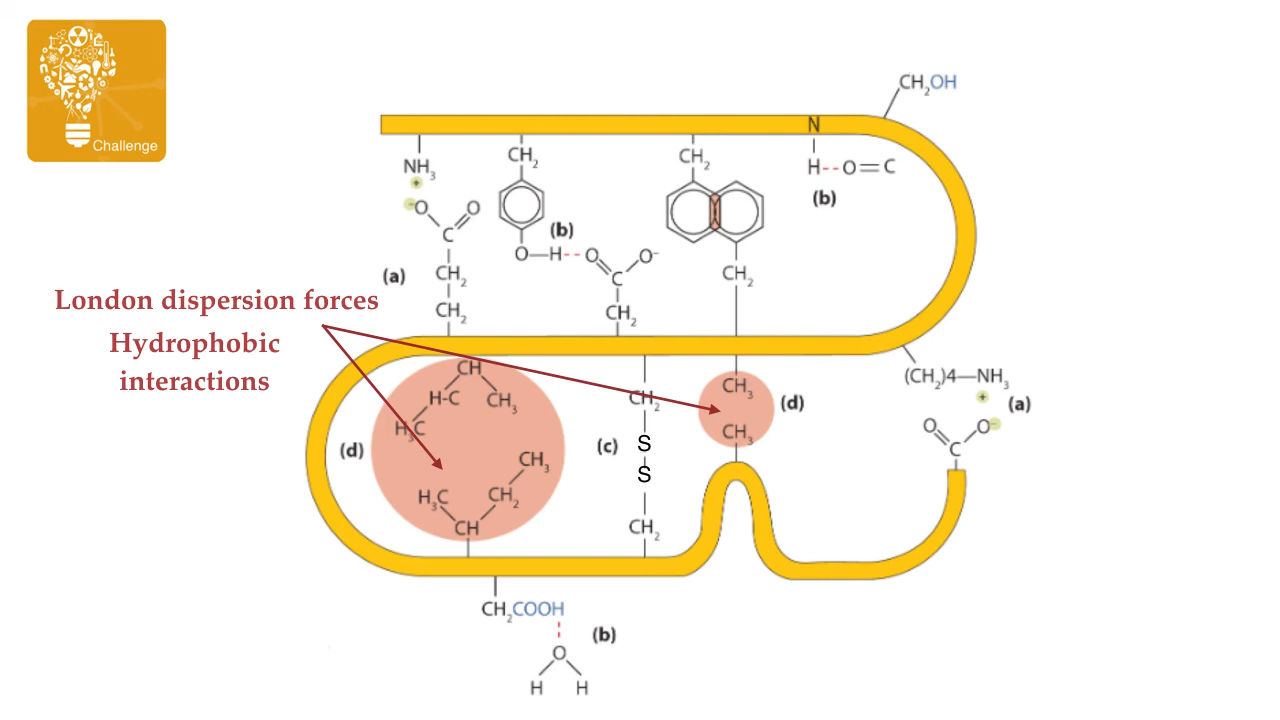 Challenge
CH₂OH
N
NH₃
+
CH₂
CH₂
H--O=C
(b)
-O
O
C
(b)
O—H--O
O-
C
(a)
CH₂
CH₂
CH₂
CH₂
London dispersion forces
Hydrophobic
interactions
CH
H-C
CH₃
H₃C
(d)
CH₂
(c)
S
S
CH₂
CH₃
(d)
CH₃
(CH₂)4—NH₃
+
(a)
O
O-
C
CH₃
H₃C
CH₂
CH
CH₂COOH
(b)
O
H
H